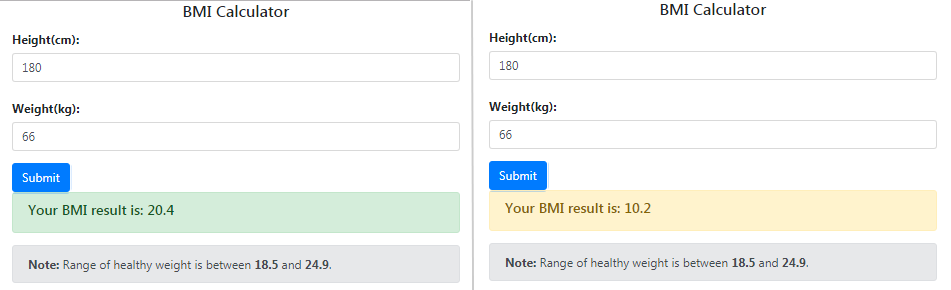 BMI Calculator
Height(cm):
180
Weight(kg):
66
Submit
Your BMI result is: 20.4
Note: Range of healthy weight is between 18.5 and 24.9.
BMI Calculator
Height(cm):
180
Weight(kg):
66
Submit
Your BMI result is: 10.2
Note: Range of healthy weight is between 18.5 and 24.9.